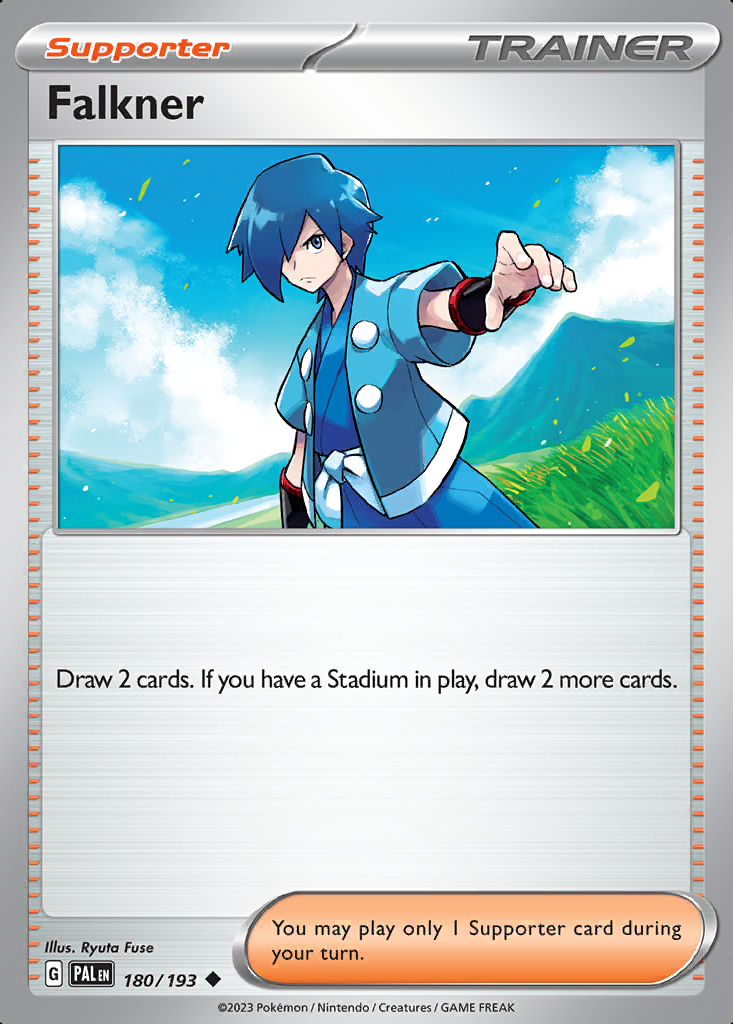 Supporter
TRAINER
Falkner
Draw 2 cards. If you have a Stadium in play, draw 2 more cards.
You may play only 1 Supporter card during
your turn.
Illus. Ryuta Fuse
G PAL EN 180/193 ◆
©2023 Pokémon / Nintendo / Creatures / GAME FREAK